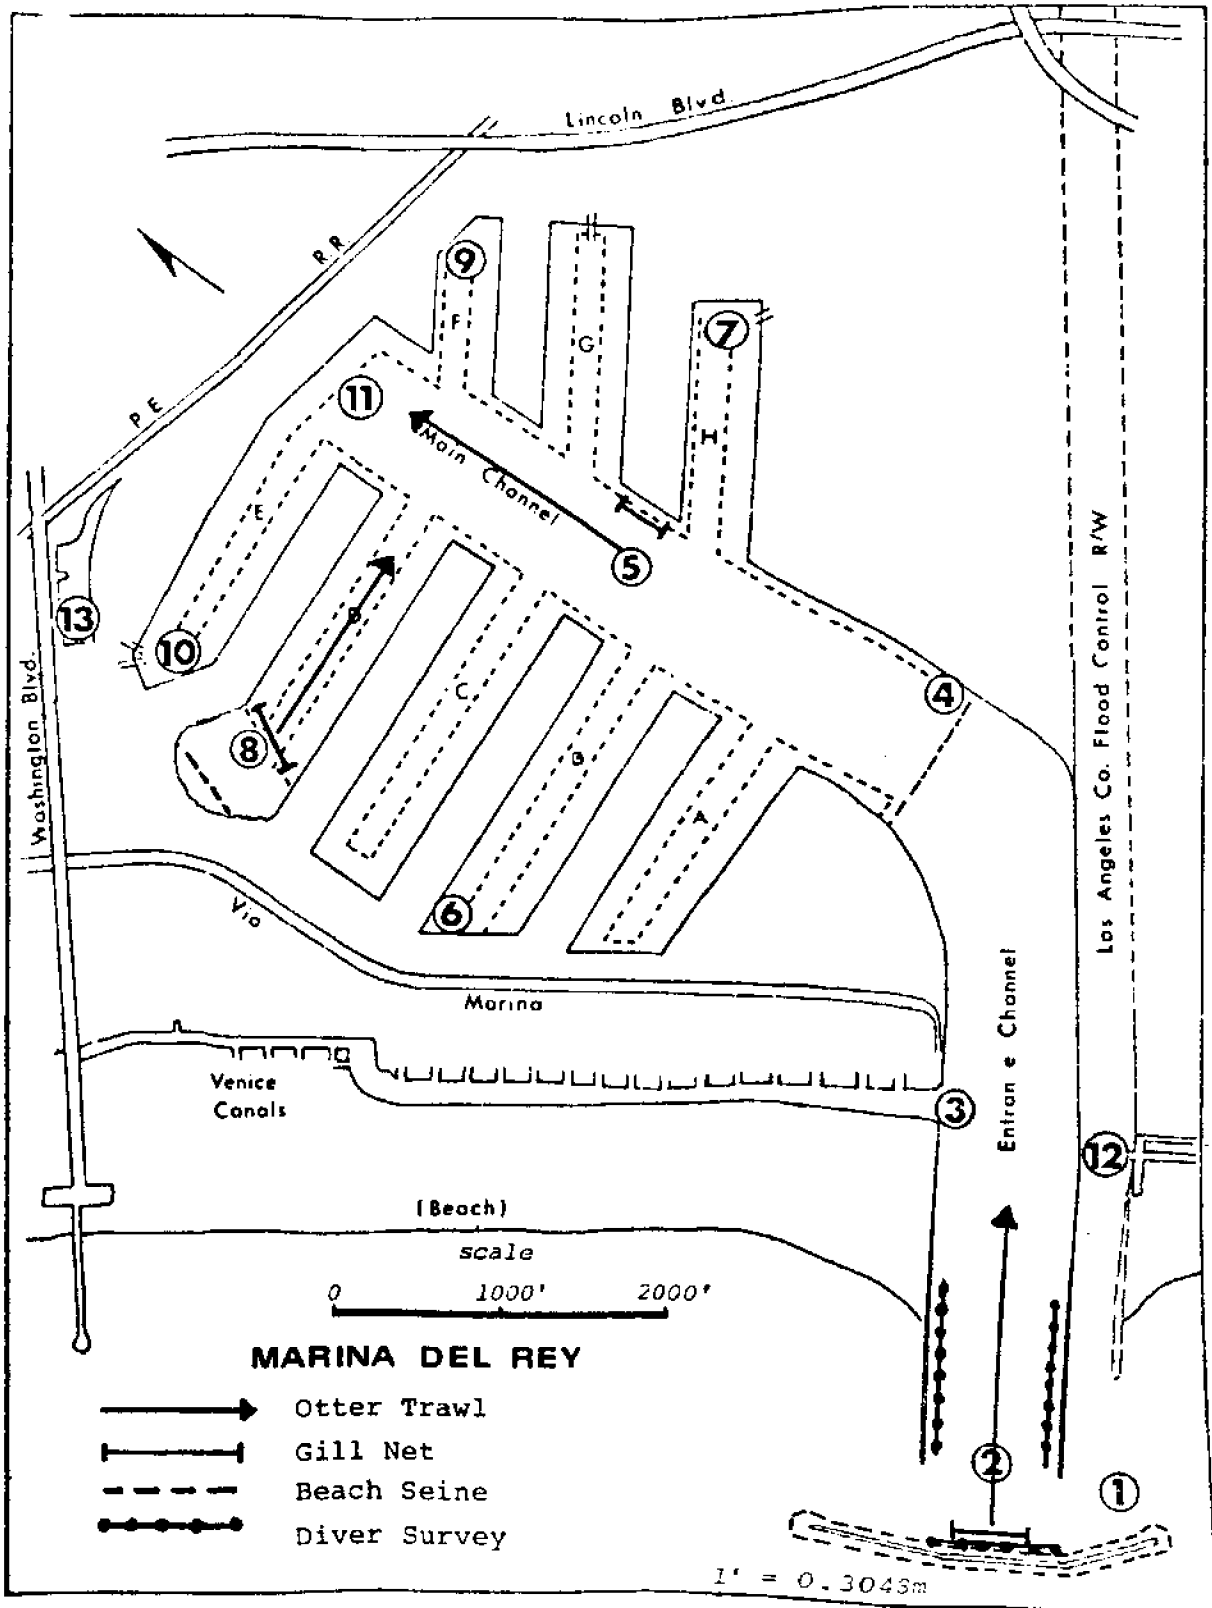 Lincoln Blvd.
R.R.
P E
9
F
G
7
H
11
Main Channel
E
5
Los Angeles Co. Flood Control R/W
13
10
D
4
C
8
B
A
Washington Blvd.
6
Via
Marina
Entran e Channel
Venice
Canals
3
12
(Beach)
scale
0 1000' 2000'
MARINA DEL REY
Otter Trawl
Gill Net
Beach Seine
Diver Survey
2
1
1' = 0.3048m